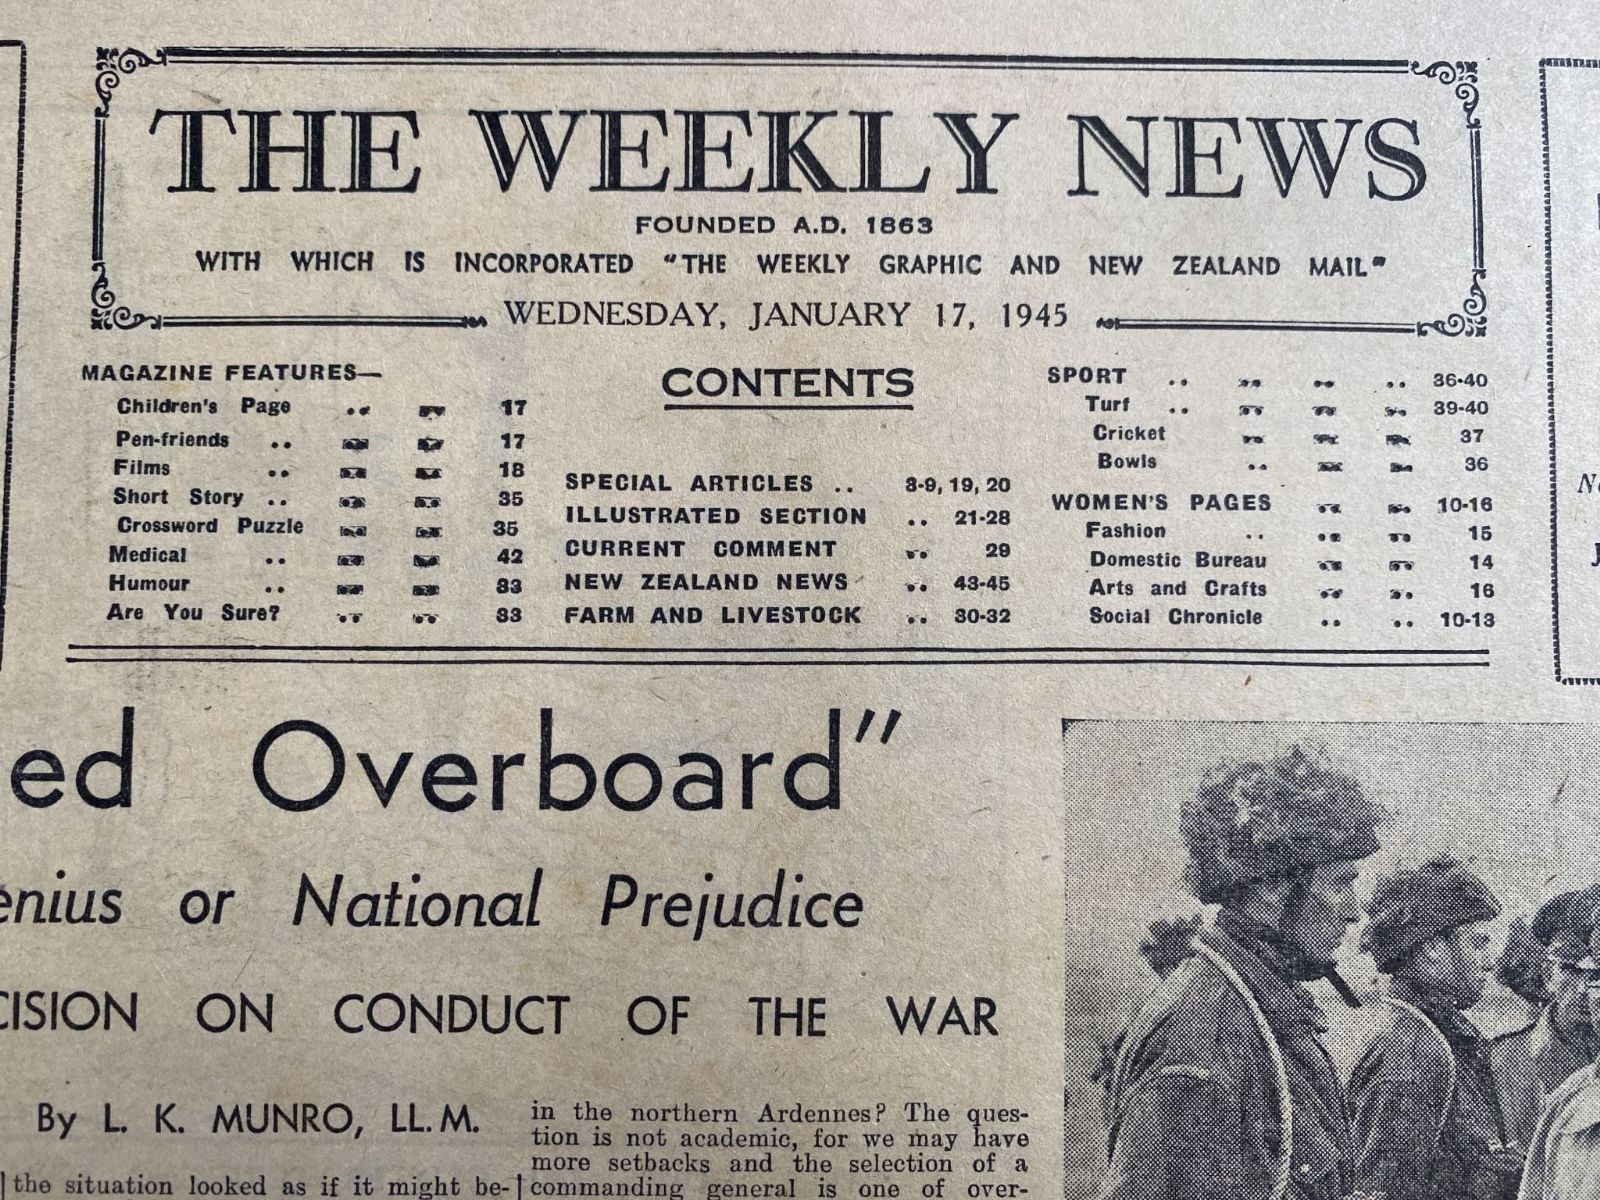 THE WEEKLY NEWS
FOUNDED A.D. 1863
WITH WHICH IS INCORPORATED "THE WEEKLY GRAPHIC AND NEW ZEALAND MAIL"
WEDNESDAY, JANUARY 17, 1945
MAGAZINE FEATURES—
Children's Page .. .. 17
Pen-friends .. .. .. 17
Films .. .. .. 18
Short Story .. .. .. 35
Crossword Puzzle .. .. 35
Medical .. .. .. 42
Humour .. .. .. 33
Are You Sure? .. .. 33
CONTENTS
SPECIAL ARTICLES .. 8-9, 19, 20
ILLUSTRATED SECTION .. 21-28
CURRENT COMMENT .. 29
NEW ZEALAND NEWS .. 43-45
FARM AND LIVESTOCK .. 30-32
SPORT .. .. .. .. 36-40
Turf .. .. .. .. 39-40
Cricket .. .. .. 37
Bowls .. .. .. 36
WOMEN'S PAGES .. .. 10-16
Fashion .. .. .. 15
Domestic Bureau .. .. 14
Arts and Crafts .. .. 16
Social Chronicle .. .. 10-13
ed Overboard"
enius or National Prejudice
CISION ON CONDUCT OF THE WAR
By L. K. MUNRO, LL.M.
the situation looked as if it might be-
in the northern Ardennes? The ques-
tion is not academic, for we may have
more setbacks and the selection of a
commanding general is one of over-